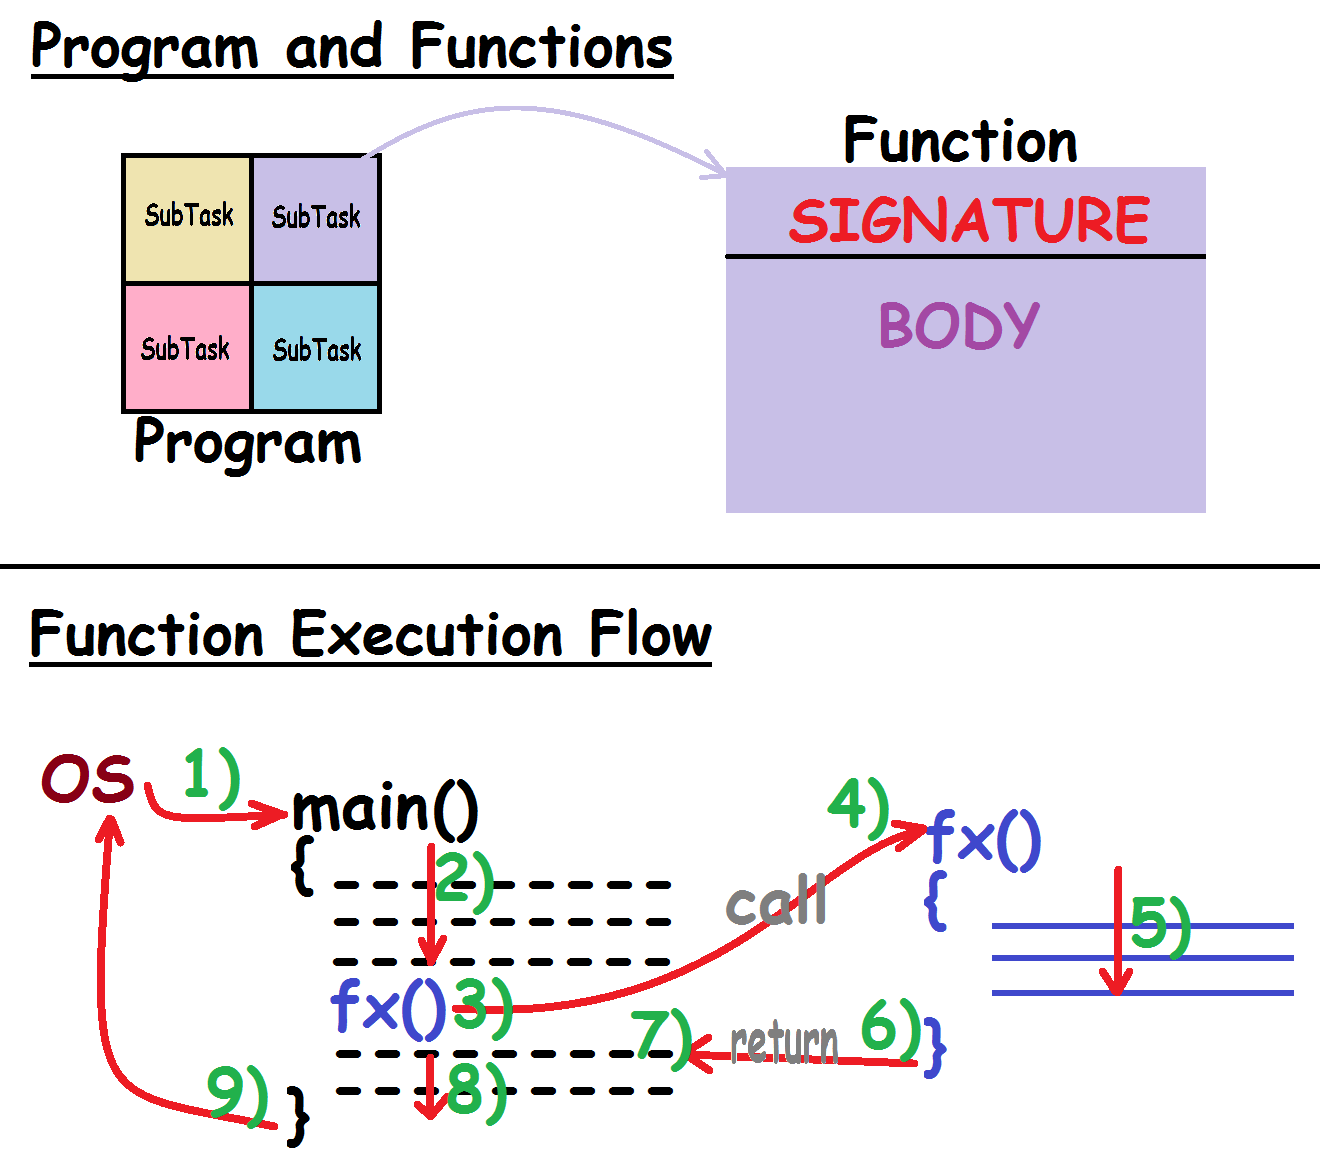 Program and Functions
Function
SubTask SubTask
SIGNATURE
BODY
SubTask SubTask
Program
Function Execution Flow
OS 1) main()
{
2)
fx() 3)
call
4) fx()
{
5)
6) }
return
7)
8)
9) }